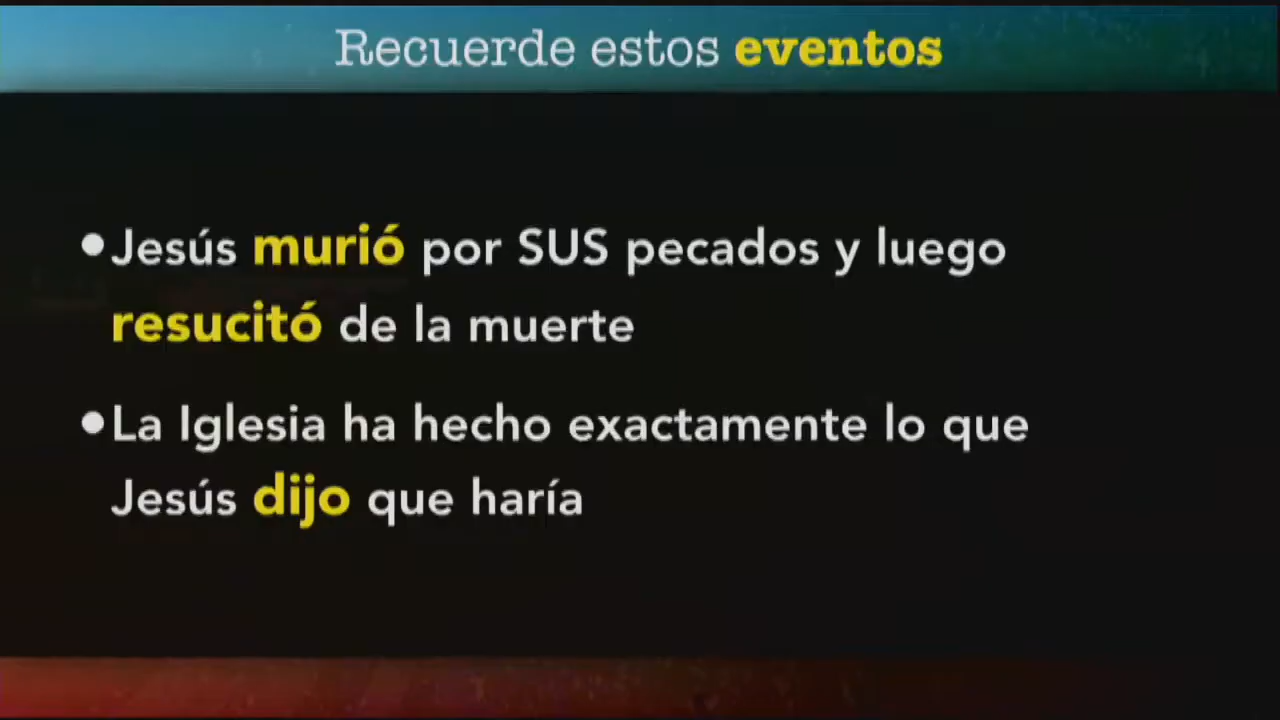 Recuerde estos eventos
•Jesús murió por SUS pecados y luego
resucitó de la muerte
•La Iglesia ha hecho exactamente lo que
Jesús dijo que haría